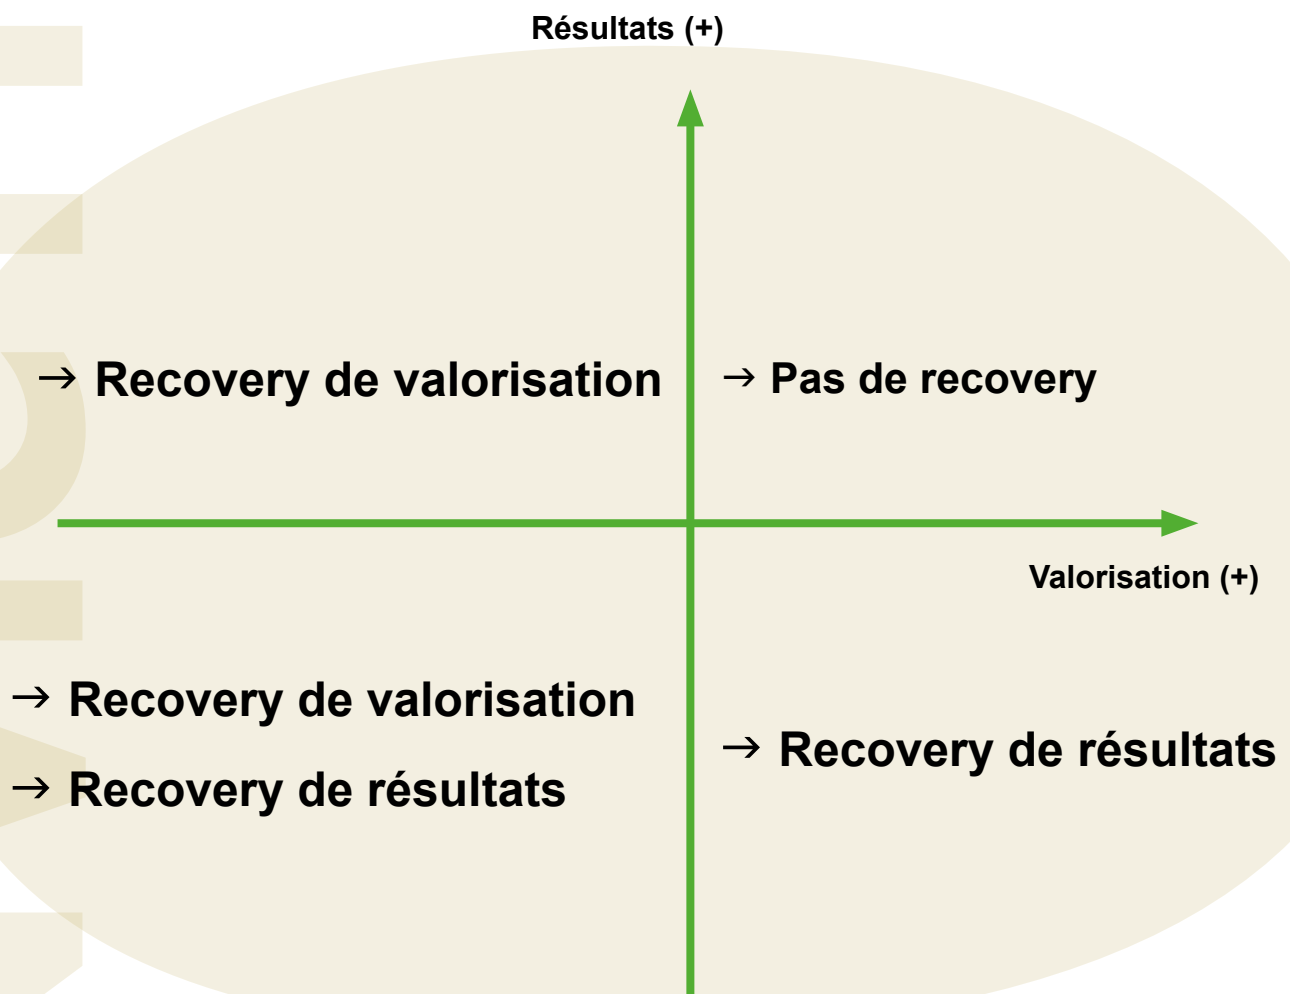 Résultats (+)
→ Recovery de valorisation
→ Pas de recovery
Valorisation (+)
→ Recovery de valorisation
→ Recovery de résultats
→ Recovery de résultats